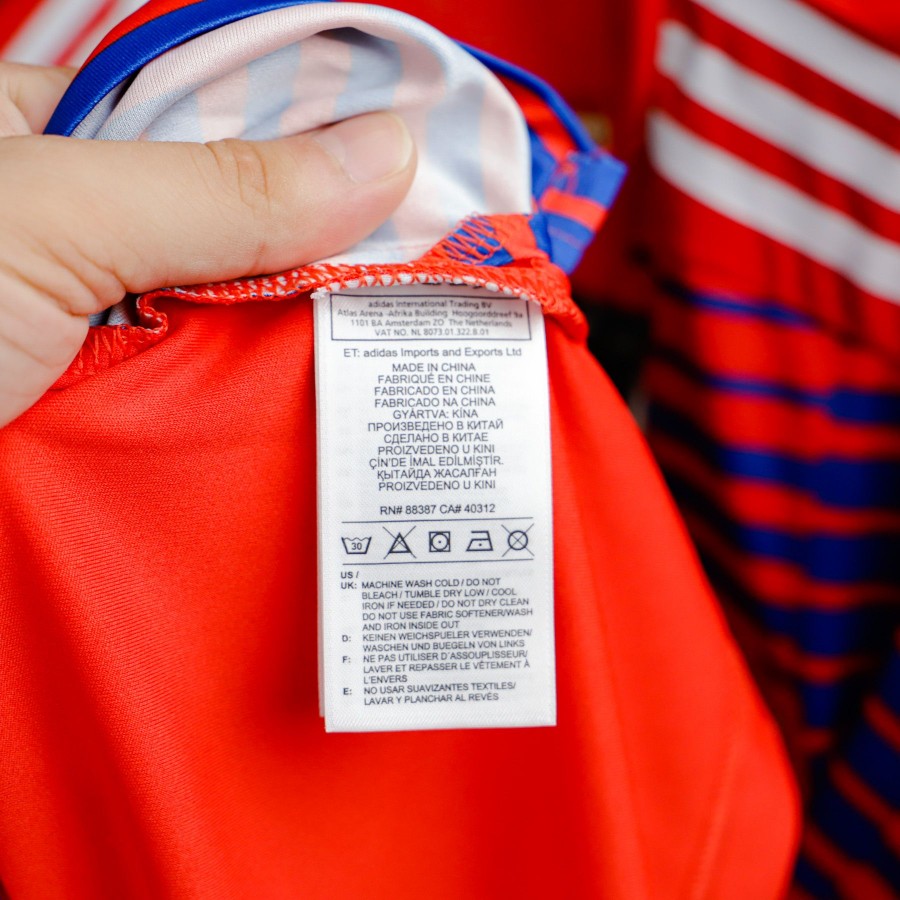 adidas International Trading BV
Atlas Arena -Afrika Building Hoogoorddreef 9a
1101 BA Amsterdam ZO The Netherlands
VAT NO. NL 8073.01.322.B.01
ET: adidas Imports and Exports Ltd
MADE IN CHINA
FABRIQUÉ EN CHINE
FABRICADO EN CHINA
FABRICADO NA CHINA
GYÁRTVA: KÍNA
ПРОИЗВЕДЕНО В КИТАЙ
СДЕЛАНО В КИТАЕ
PROIZVEDENO U KINI
ÇİN'DE İMAL EDİLMİŞTİR.
ҚЫТАЙДА ЖАСАЛҒАН
PROIZVEDENO U KINI
RN# 88387 CA# 40312
30
US /
UK: MACHINE WASH COLD / DO NOT
BLEACH / TUMBLE DRY LOW / COOL
IRON IF NEEDED / DO NOT DRY CLEAN
DO NOT USE FABRIC SOFTENER/WASH
AND IRON INSIDE OUT
D: KEINEN WEICHSPUELER VERWENDEN/
WASCHEN UND BUEGELN VON LINKS
F: NE PAS UTILISER D'ASSOUPLISSEUR/
LAVER ET REPASSER LE VÊTEMENT À
L'ENVERS
E: NO USAR SUAVIZANTES TEXTILES/
LAVAR Y PLANCHAR AL REVÉS